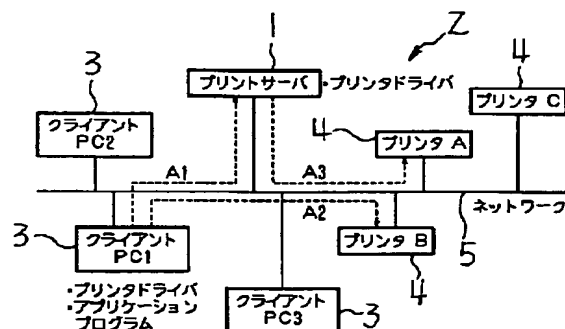 1
Z
プリントサーバ
・プリンタドライバ
4
プリンタ C
3
クライアント
PC2
4
プリンタ A
A1
A3
A2
ネットワーク
5
3
クライアント
PC1
プリンタ B
4
・プリンタドライバ
・アプリケーション
プログラム
クライアント
PC3
3